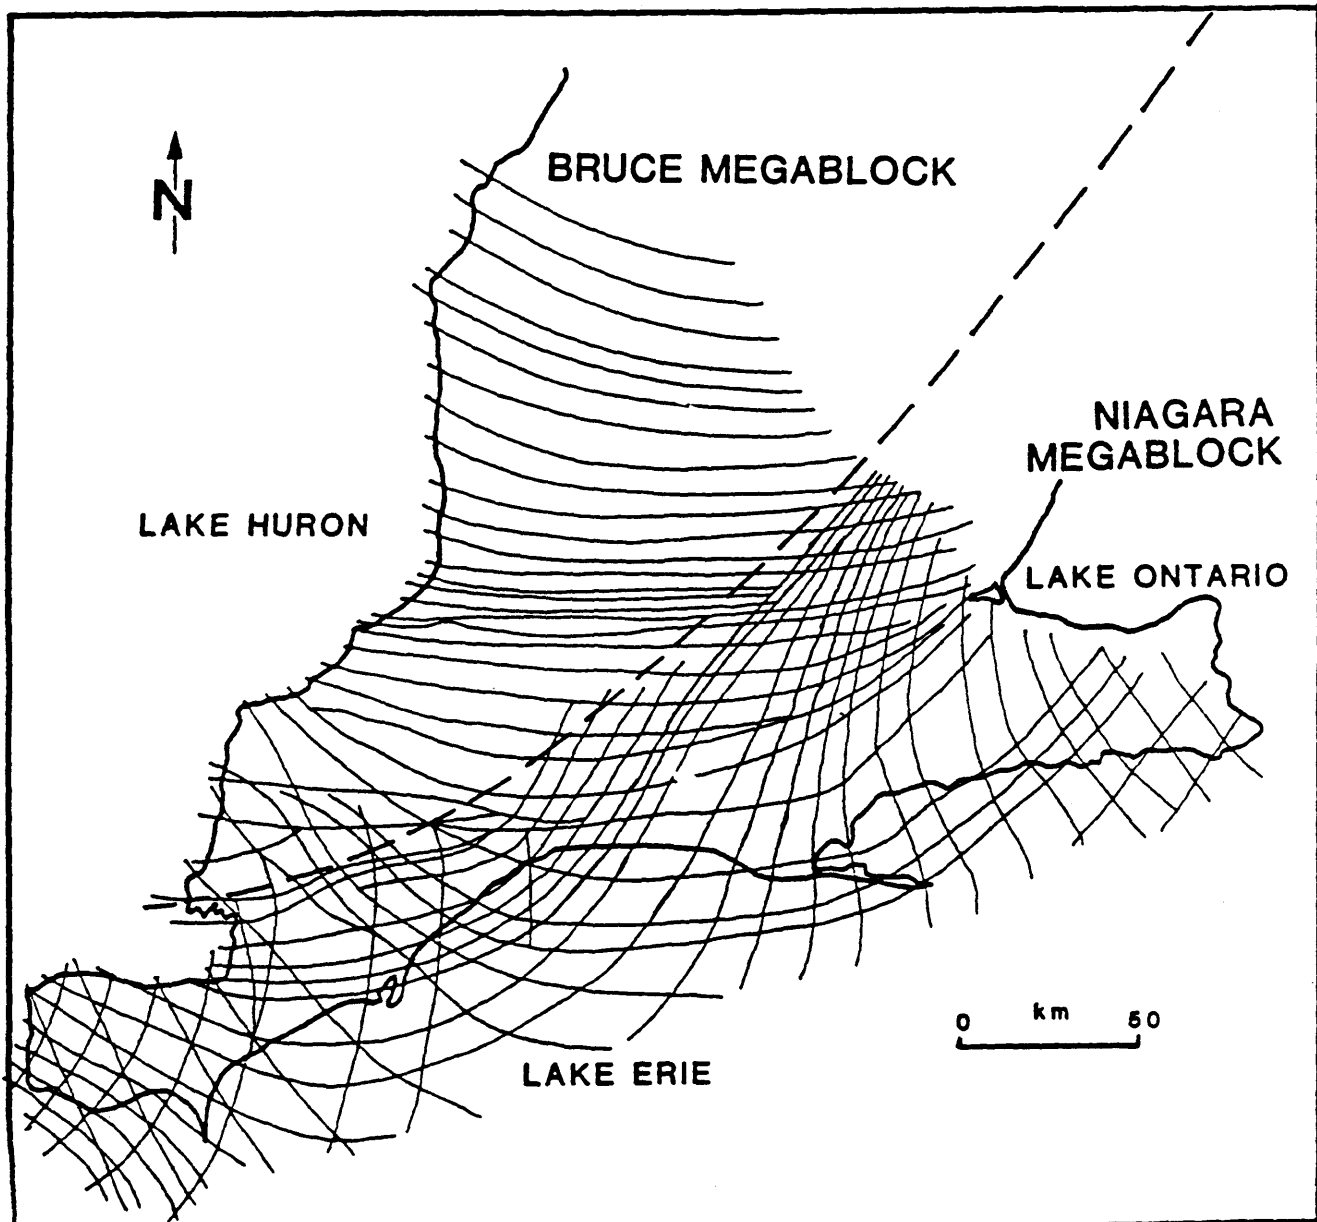 BRUCE MEGABLOCK
N
NIAGARA
MEGABLOCK
LAKE HURON
LAKE ONTARIO
0 km 50
LAKE ERIE